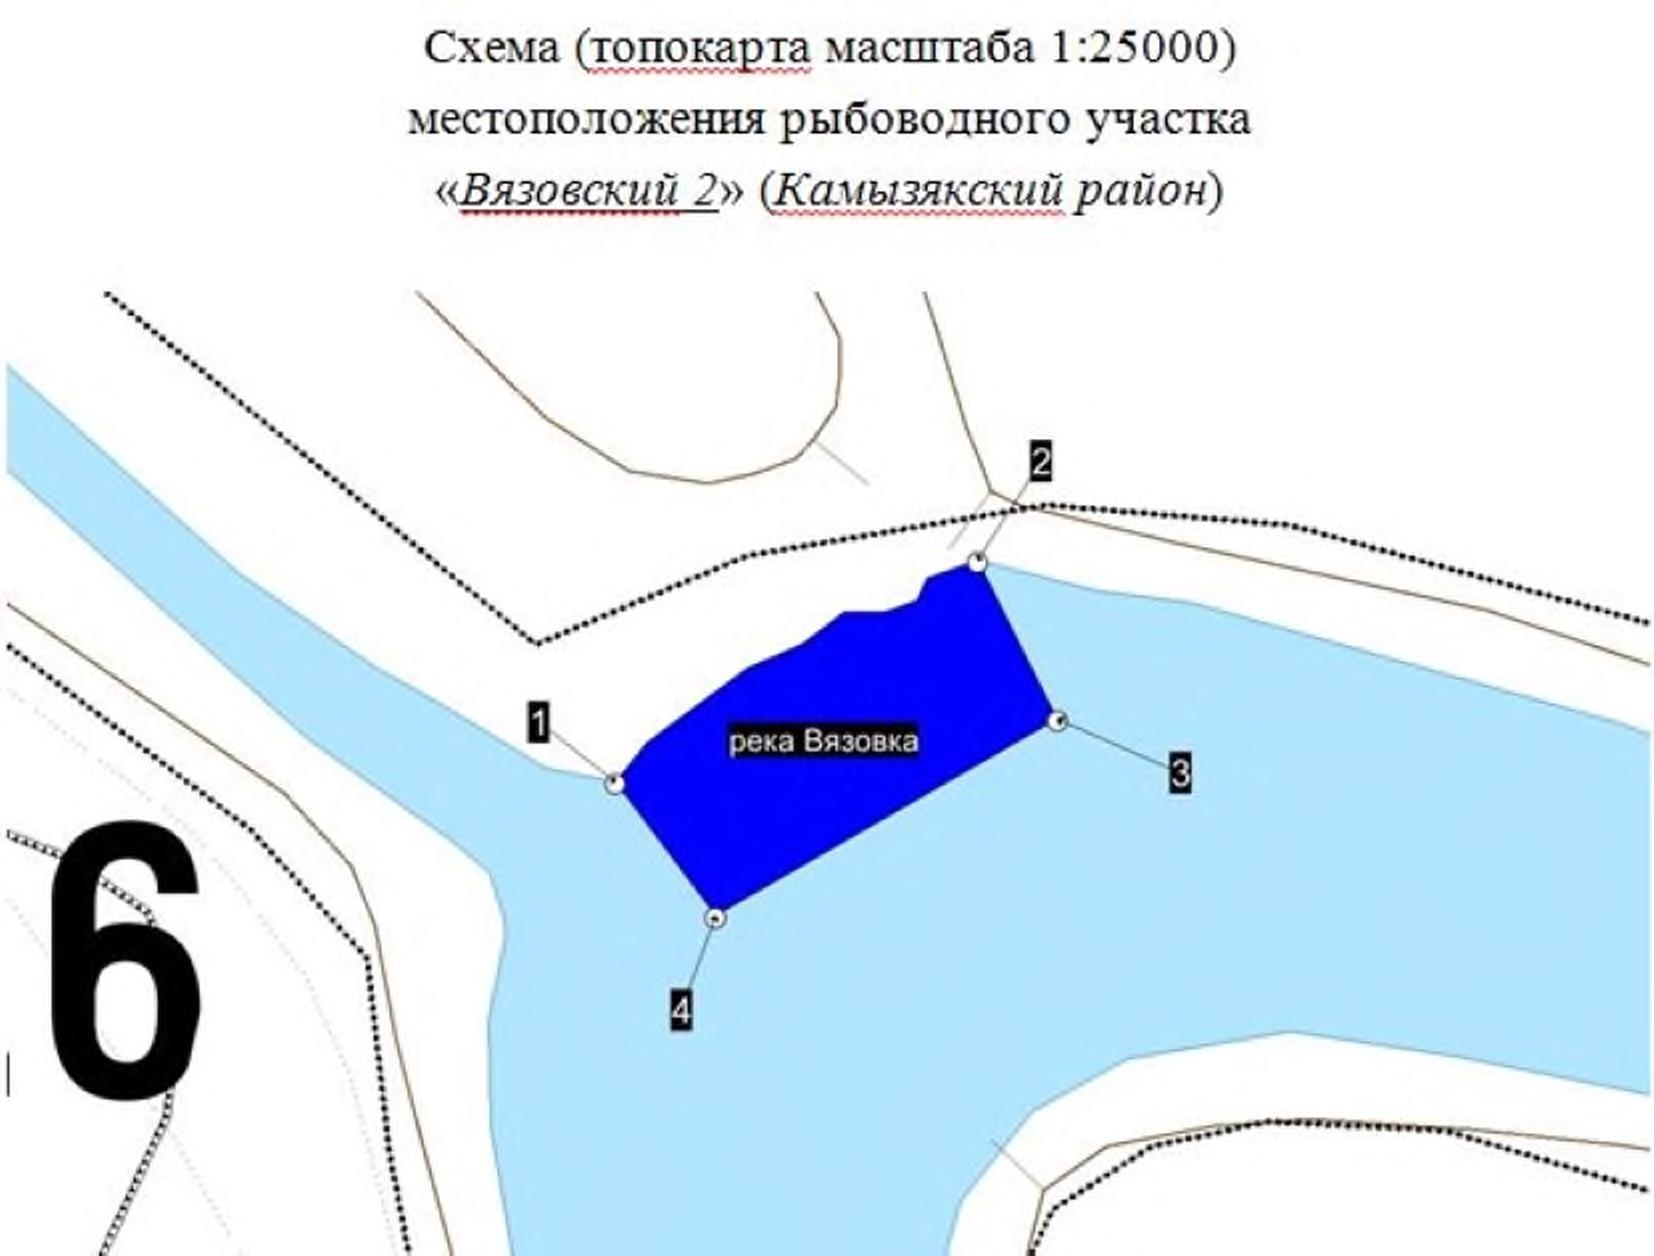 Схема (топокарта масштаба 1:25000)
местоположения рыбоводного участка
«Вязовский 2» (Камызякский район)
2
1
река Вязовка
3
6
4